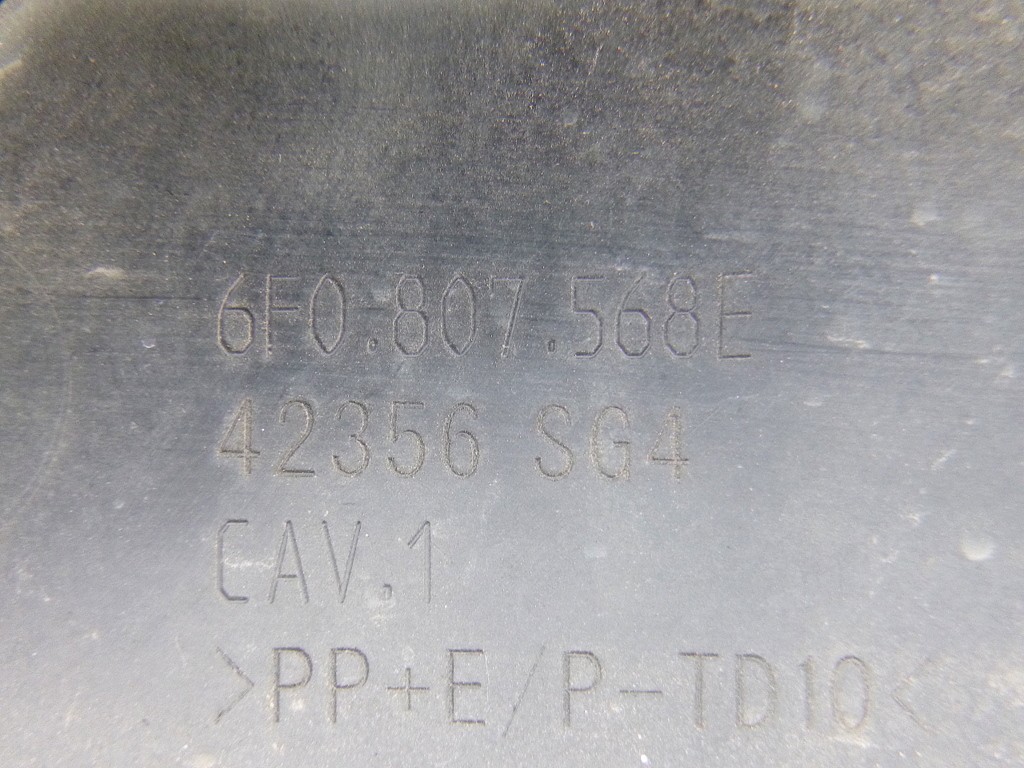 6F0.807.568E
42356 SG4
CAV.1
>PP+E/P-TD10<